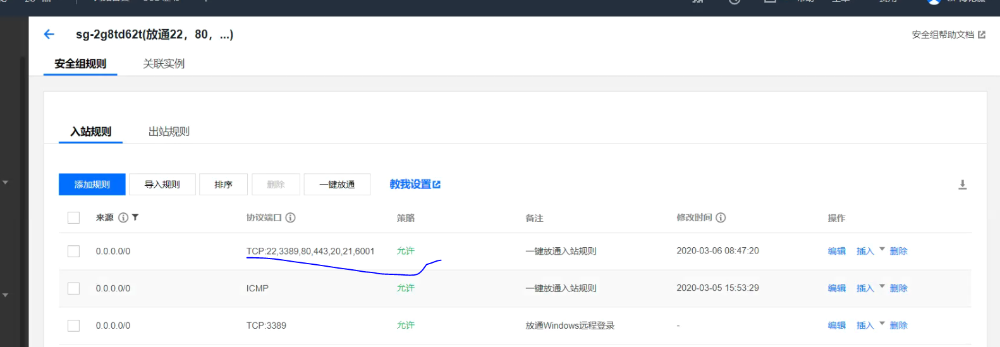 sg-2g8td62t(放通22，80，...)
安全组帮助文档
安全组规则 关联实例
入站规则 出站规则
添加规则 导入规则 排序 删除 一键放通 教我设置
来源 协议端口 策略 备注 修改时间 操作
0.0.0.0/0 TCP:22,3389,80,443,20,21,6001 允许 一键放通入站规则 2020-03-06 08:47:20 编辑 插入 删除
0.0.0.0/0 ICMP 允许 一键放通入站规则 2020-03-05 15:53:29 编辑 插入 删除
0.0.0.0/0 TCP:3389 允许 放通Windows远程登录 - 编辑 插入 删除